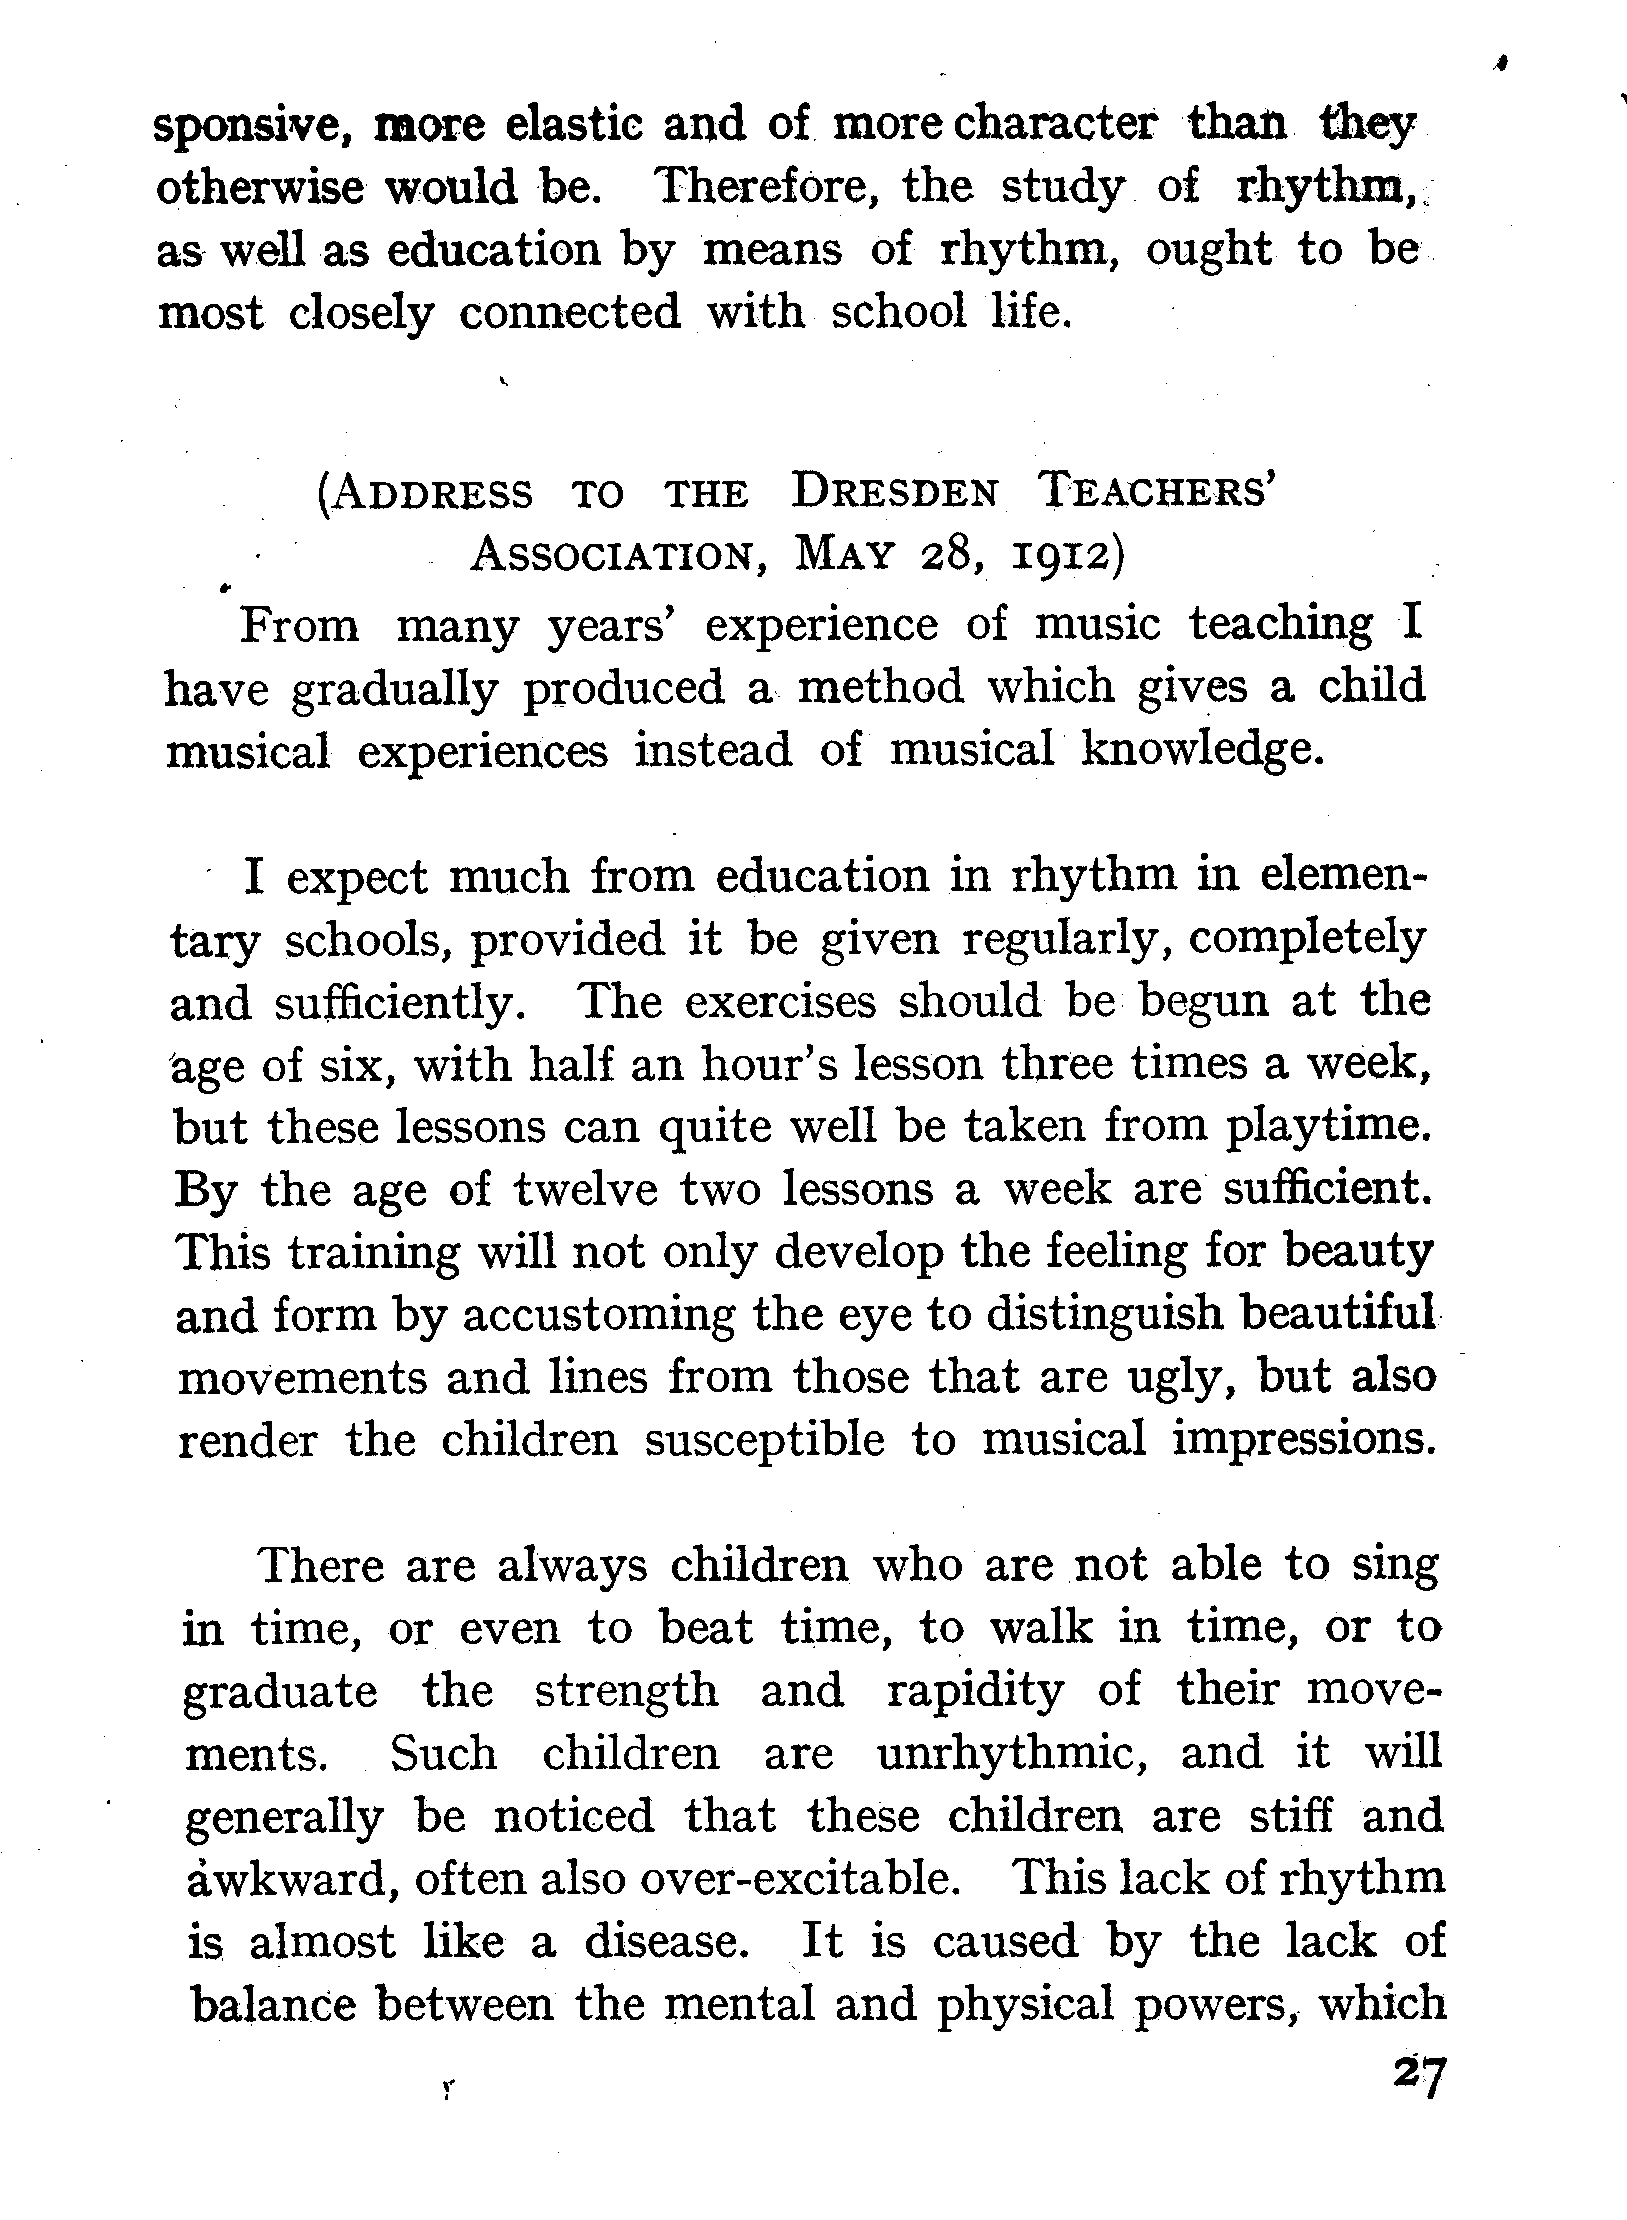 sponsive, more elastic and of more character than they
otherwise would be. Therefore, the study of rhythm,
as well as education by means of rhythm, ought to be
most closely connected with school life.
(ADDRESS TO THE DRESDEN TEACHERS'
ASSOCIATION, MAY 28, 1912)
From many years' experience of music teaching I
have gradually produced a method which gives a child
musical experiences instead of musical knowledge.
I expect much from education in rhythm in elemen-
tary schools, provided it be given regularly, completely
and sufficiently. The exercises should be begun at the
age of six, with half an hour's lesson three times a week,
but these lessons can quite well be taken from playtime.
By the age of twelve two lessons a week are sufficient.
This training will not only develop the feeling for beauty
and form by accustoming the eye to distinguish beautiful
movements and lines from those that are ugly, but also
render the children susceptible to musical impressions.
There are always children who are not able to sing
in time, or even to beat time, to walk in time, or to
graduate the strength and rapidity of their move-
ments. Such children are unrhythmic, and it will
generally be noticed that these children are stiff and
awkward, often also over-excitable. This lack of rhythm
is almost like a disease. It is caused by the lack of
balance between the mental and physical powers, which
27